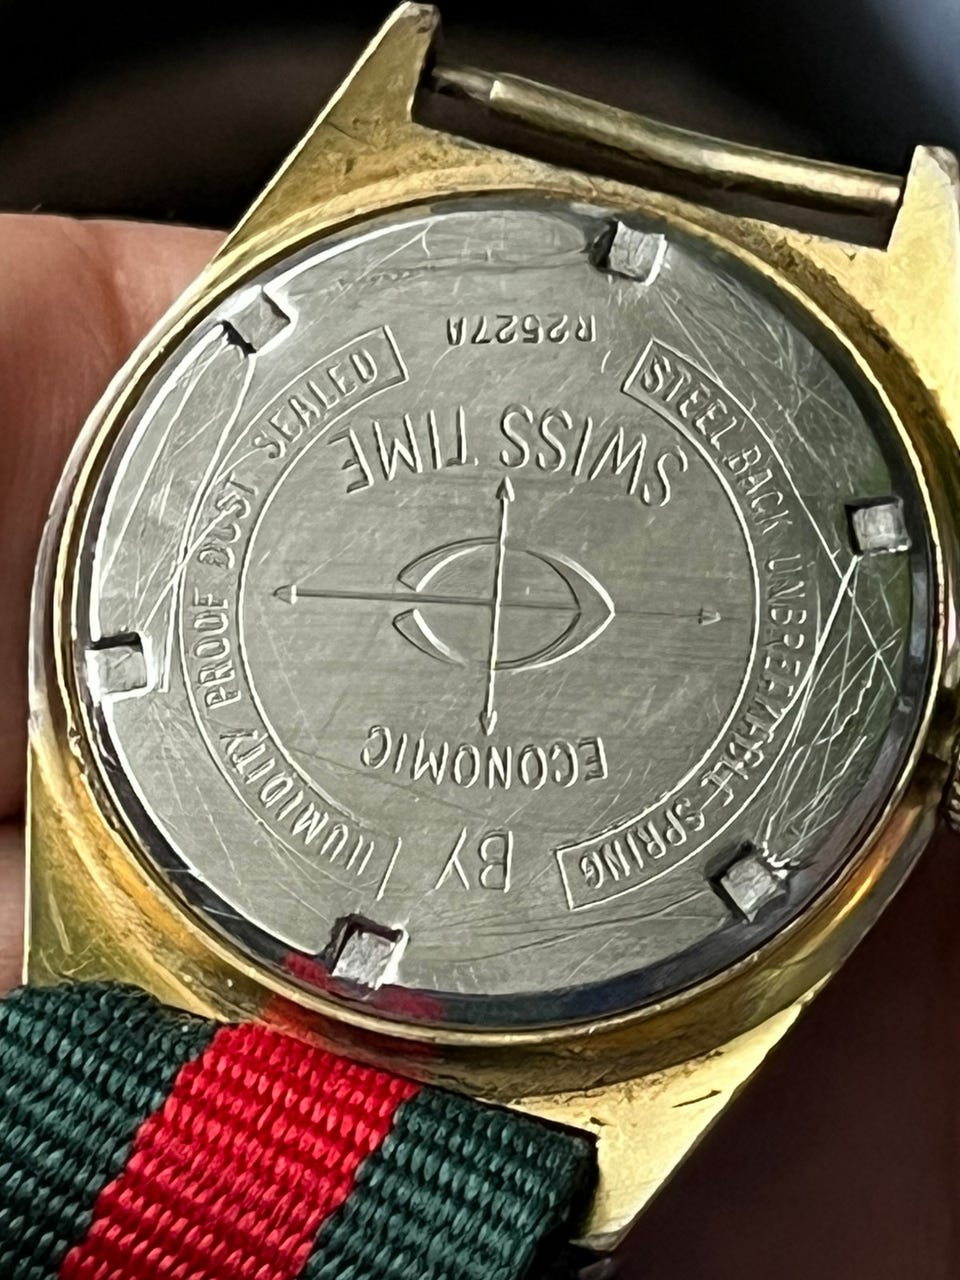 BY
ECONOMIC
SWISS TIME
R2527A
STEEL BACK UNBREAKABLE SPRING
HUMIDITY PROOF DUST SEALED